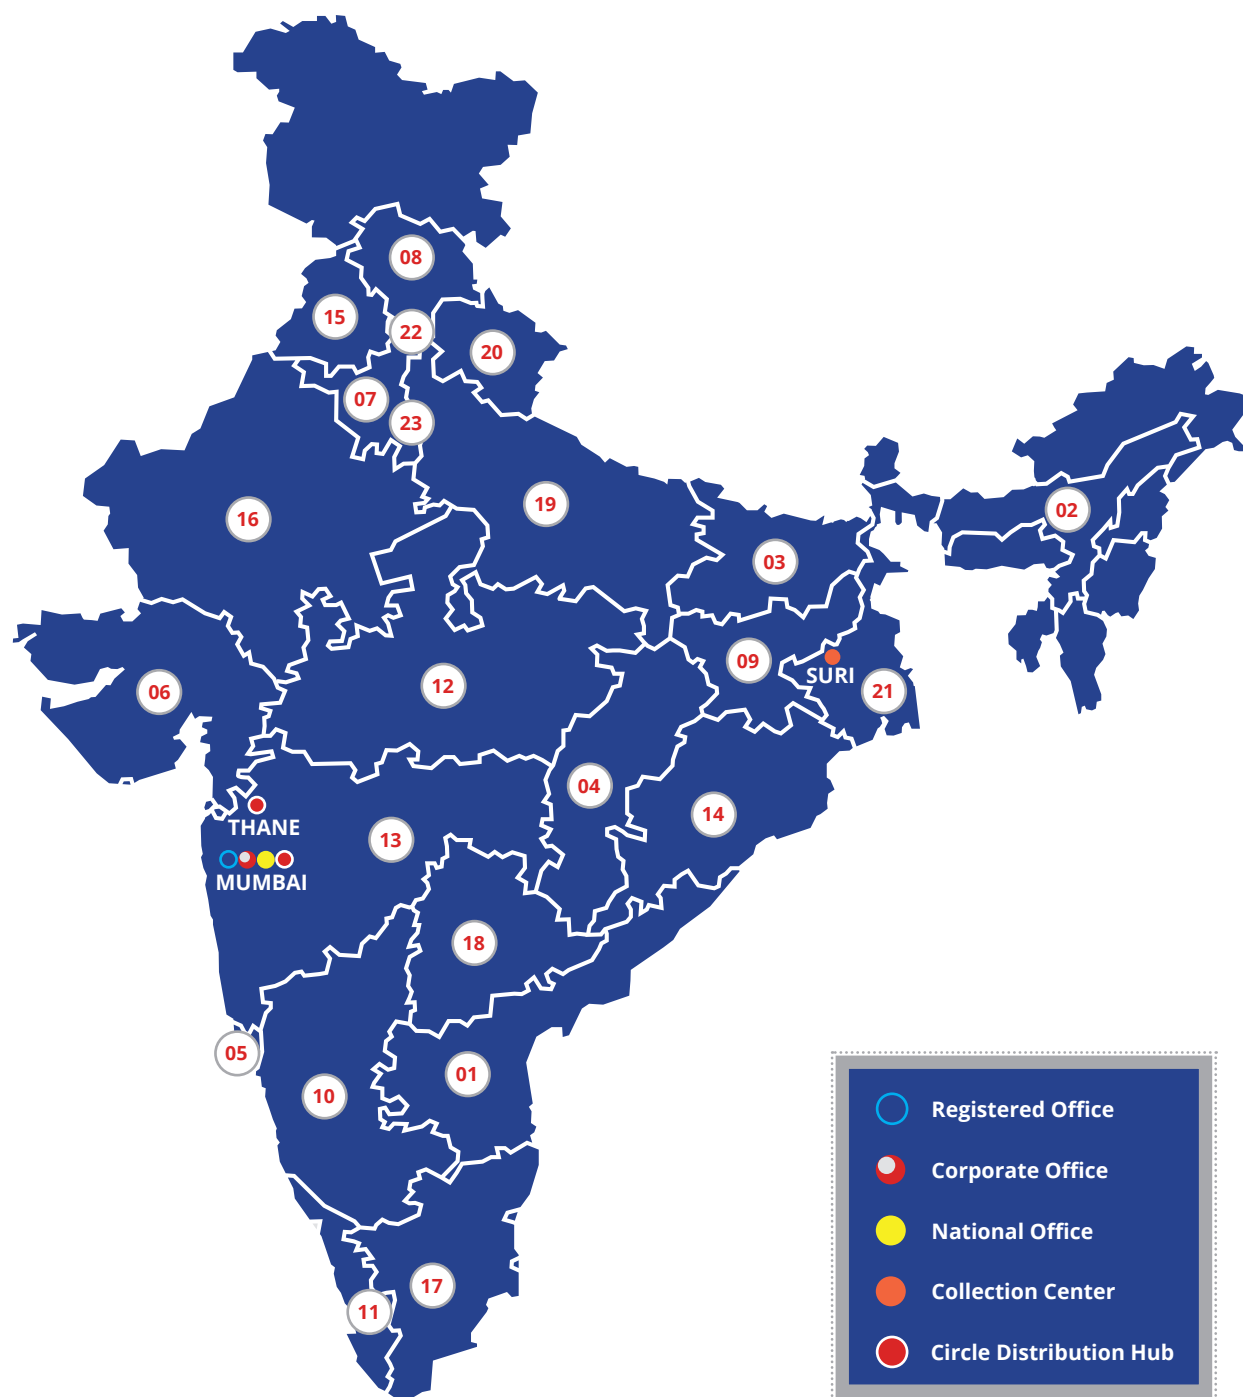 08
15
22
20
07
23
19
16
02
03
09
SURI
21
06
12
04
14
THANE
13
MUMBAI
18
05
01
10
17
11
Registered Office
Corporate Office
National Office
Collection Center
Circle Distribution Hub